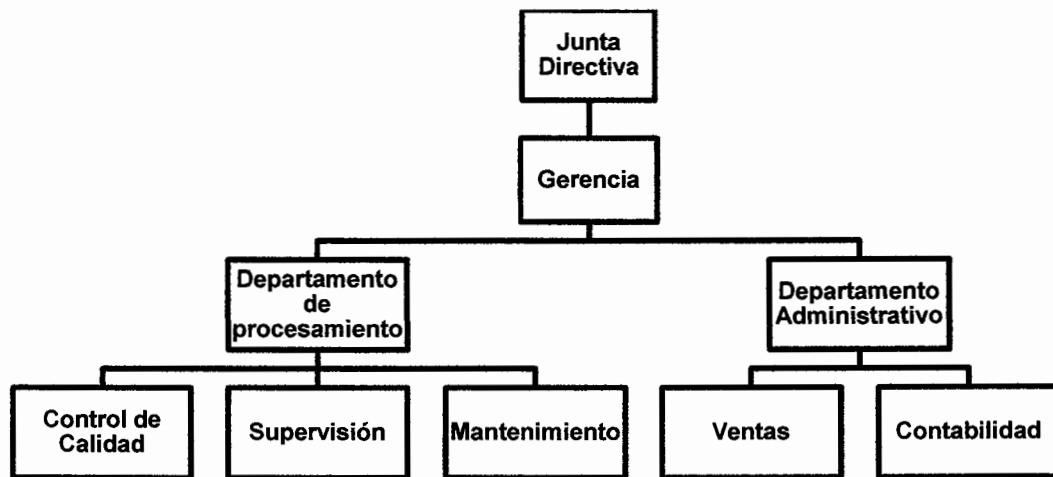 Junta
Directiva
Gerencia
Departamento
de
procesamiento
Departamento
Administrativo
Control de
Calidad
Supervisión
Mantenimiento
Ventas
Contabilidad